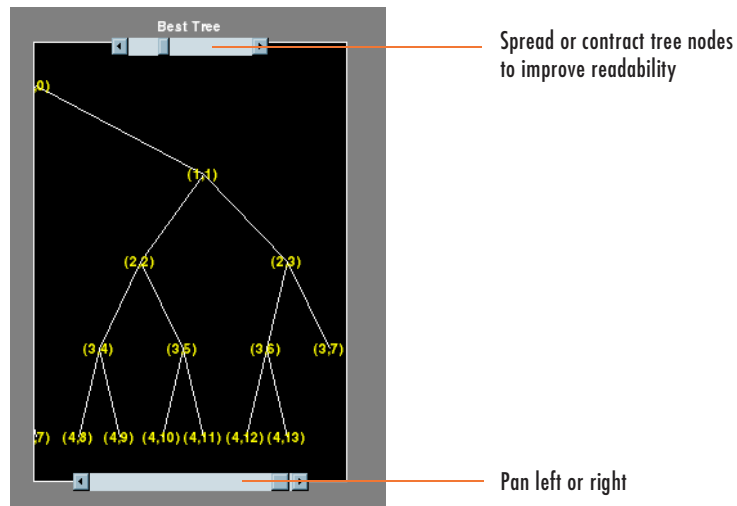 Best Tree
Spread or contract tree nodes
to improve readability
,0)
(1,1)
(2,2) (2,3)
(3,4) (3,5) (3,6) (3,7)
,7) (4,8) (4,9) (4,10) (4,11) (4,12) (4,13)
Pan left or right